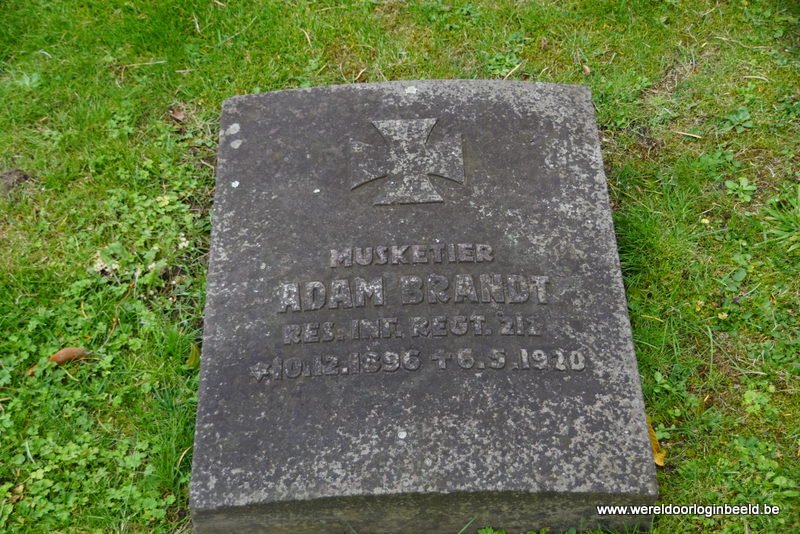 MUSKETIER
ADAM BRANDT
RES. INF. REGT. 212
*10.12.1896 +6.5.1920
www.wereldoorloginbeeld.be